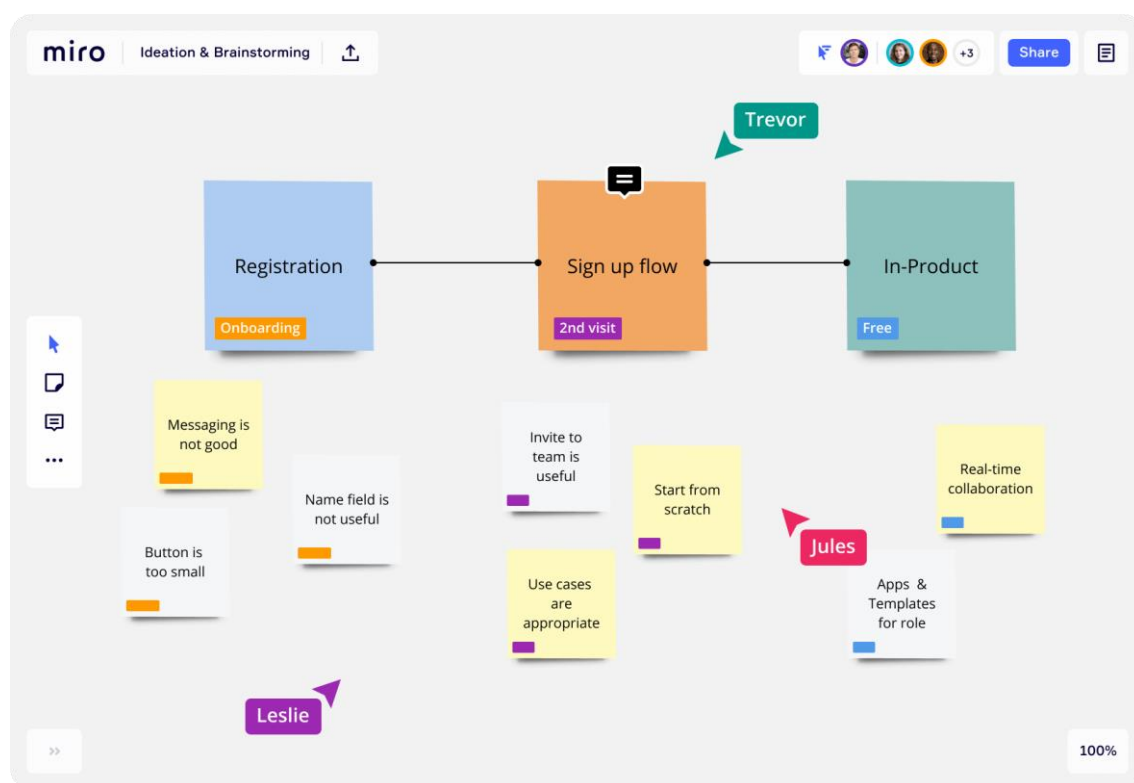 miro
Ideation & Brainstorming
+3
Share
Trevor
Registration
Onboarding
Sign up flow
2nd visit
In-Product
Free
Messaging is
not good
Name field is
not useful
Button is
too small
Invite to
team is
useful
Start from
scratch
Use cases
are
appropriate
Real-time
collaboration
Jules
Apps &
Templates
for role
Leslie
100%